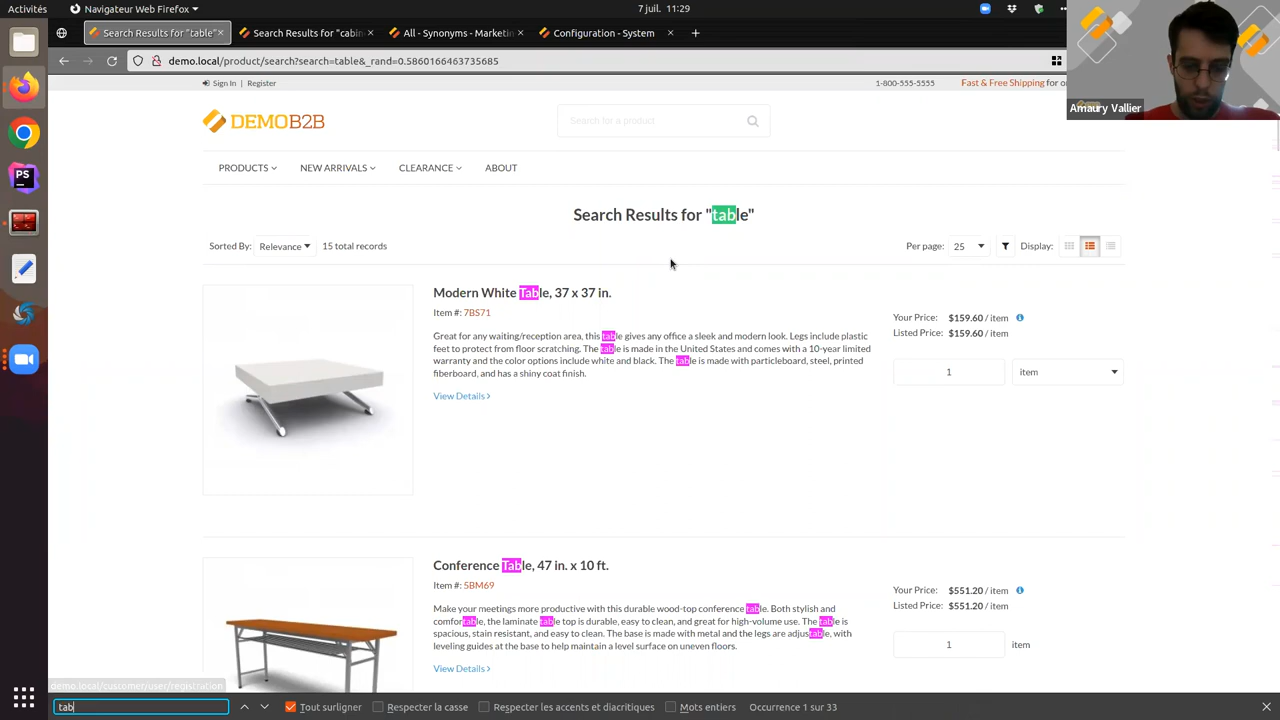 Activités
Navigateur Web Firefox
7 juil. 11:29
Search Results for "table"
Search Results for "cabin
All - Synonyms - Marketin
Configuration - System
demo.local/product/search?search=table&_rand=0.5860166463735685
Sign In | Register
1-800-555-5555
Fast & Free Shipping for o
Amaury Vallier
DEMOB2B
Search for a product
PRODUCTS
NEW ARRIVALS
CLEARANCE
ABOUT
Search Results for "table"
Sorted By: Relevance
15 total records
Per page: 25
Display:
Modern White Table, 37 x 37 in.
Item #: 7BS71
Great for any waiting/reception area, this table gives any office a sleek and modern look. Legs include plastic
feet to protect from floor scratching. The table is made in the United States and comes with a 10-year limited
warranty and the color options include white and black. The table is made with particleboard, steel, printed
fiberboard, and has a shiny coat finish.
View Details
Your Price: $159.60 / item
Listed Price: $159.60 / item
1
item
Conference Table, 47 in. x 10 ft.
Item #: 5BM69
Make your meetings more productive with this durable wood-top conference table. Both stylish and
comfortable, the laminate table top is durable, easy to clean, and great for high-volume use. The table is
spacious, stain resistant, and easy to clean. The base is made with metal and the legs are adjustable, with
leveling guides at the base to help maintain a level surface on uneven floors.
View Details
Your Price: $551.20 / item
Listed Price: $551.20 / item
1
item
demo.local/customer/user/registration
tab
Tout surligner
Respecter la casse
Respecter les accents et diacritiques
Mots entiers
Occurrence 1 sur 33